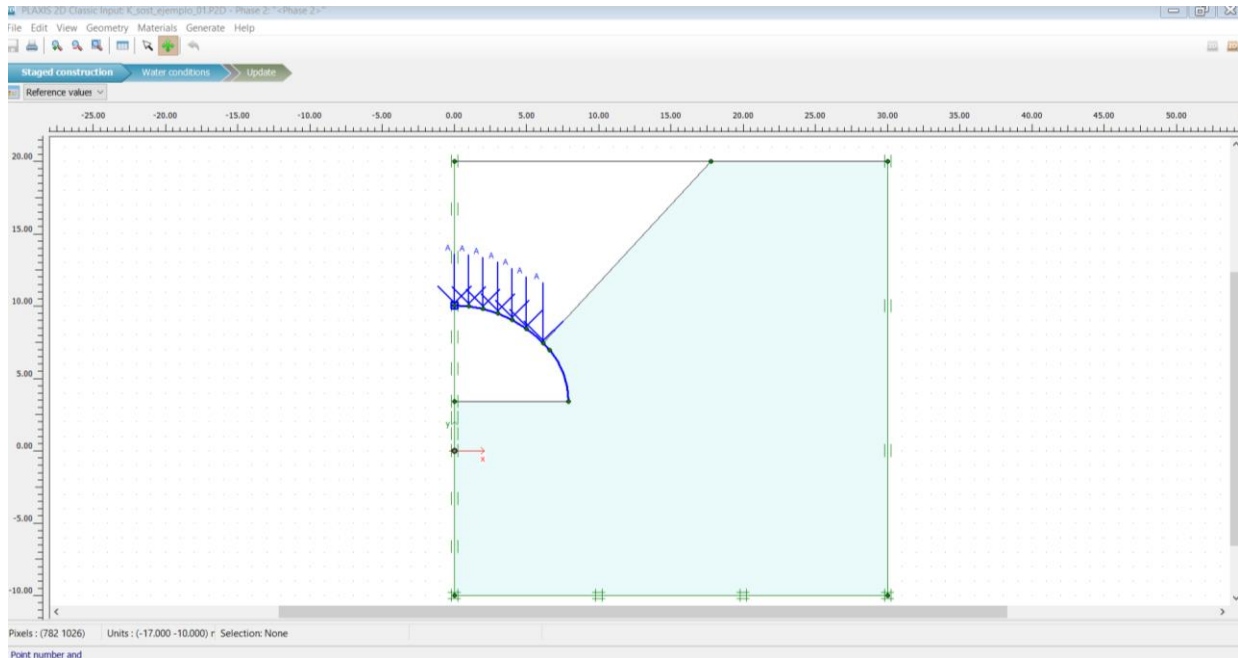 PLAXIS 2D Classic Input: K_sost_ejemplo_01.P2D - Phase 2: "<Phase 2>"
File Edit View Geometry Materials Generate Help
Staged construction Water conditions Update
Reference values
-25.00 -20.00 -15.00 -10.00 -5.00 0.00 5.00 10.00 15.00 20.00 25.00 30.00 35.00 40.00 45.00 50.00
20.00
15.00
A A A A A A A
10.00
5.00
y
0.00
x
-5.00
-10.00
Pixels : (782 1026) Units : (-17.000 -10.000) r Selection: None
Point number and